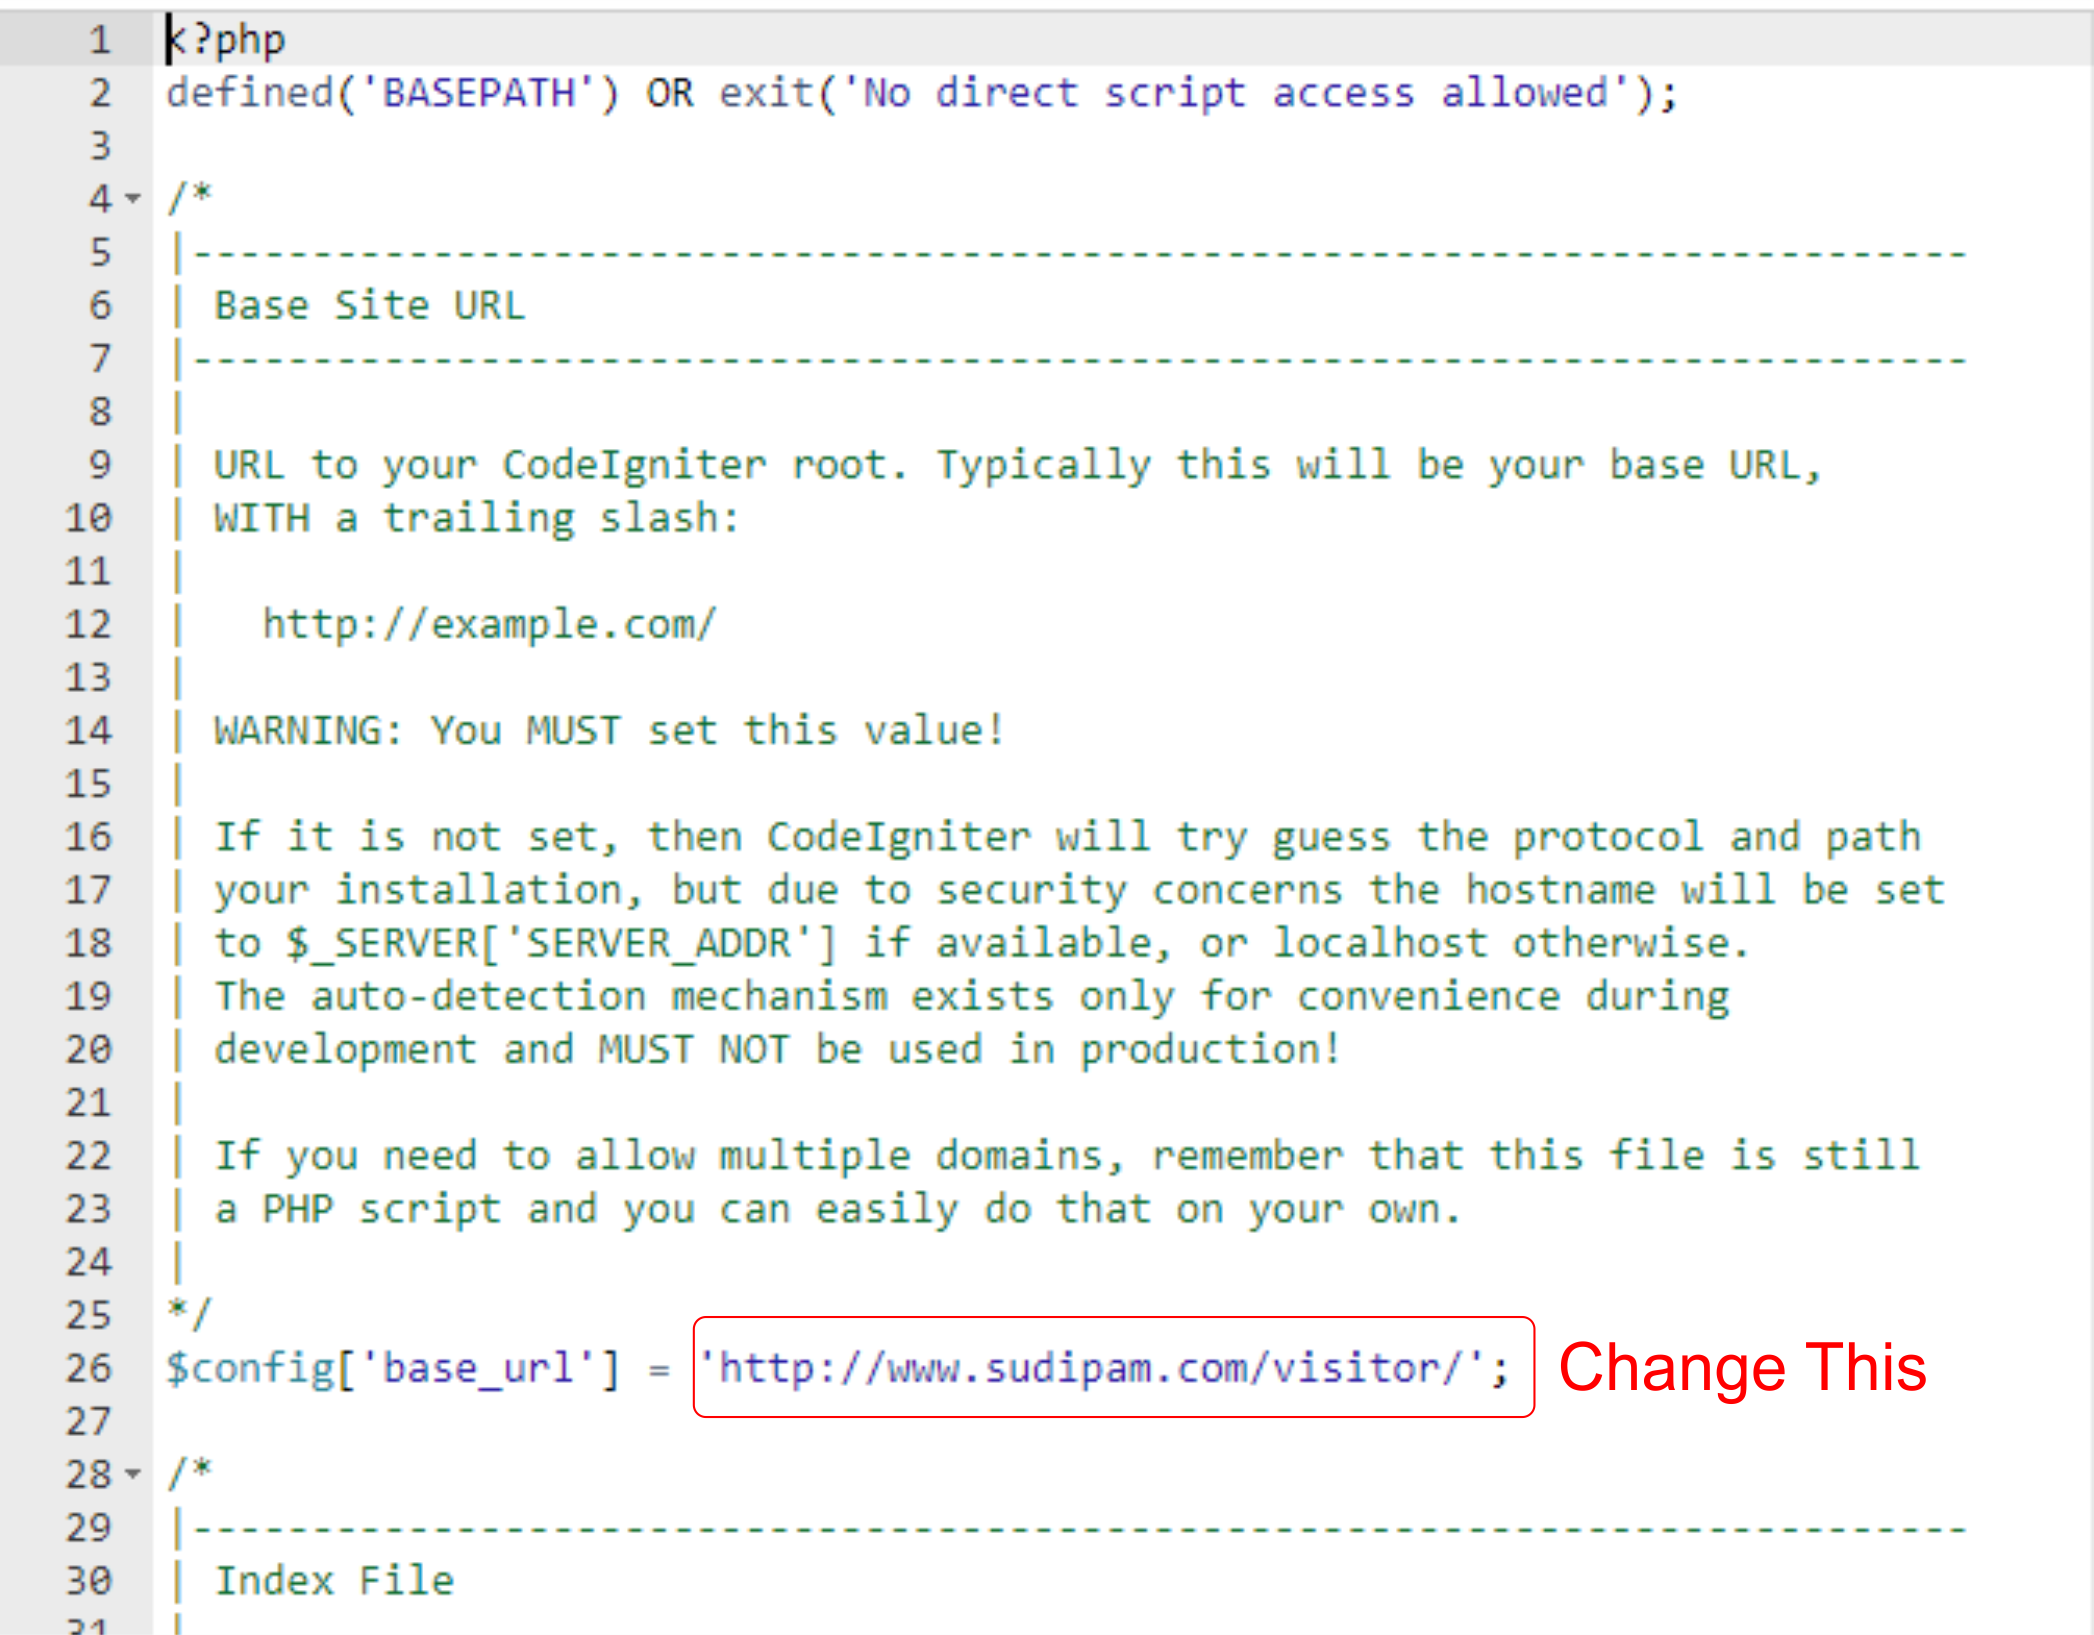 1 <?php
2 defined('BASEPATH') OR exit('No direct script access allowed');
3
4 /*
5 |--------------------------------------------------------------------------
6 | Base Site URL
7 |--------------------------------------------------------------------------
8 |
9 | URL to your CodeIgniter root. Typically this will be your base URL,
10 | WITH a trailing slash:
11 |
12 | http://example.com/
13 |
14 | WARNING: You MUST set this value!
15 |
16 | If it is not set, then CodeIgniter will try guess the protocol and path
17 | your installation, but due to security concerns the hostname will be set
18 | to $_SERVER['SERVER_ADDR'] if available, or localhost otherwise.
19 | The auto-detection mechanism exists only for convenience during
20 | development and MUST NOT be used in production!
21 |
22 | If you need to allow multiple domains, remember that this file is still
23 | a PHP script and you can easily do that on your own.
24 |
25 */
26 $config['base_url'] = 'http://www.sudipam.com/visitor/'; Change This
27
28 /*
29 |--------------------------------------------------------------------------
30 | Index File
31 |